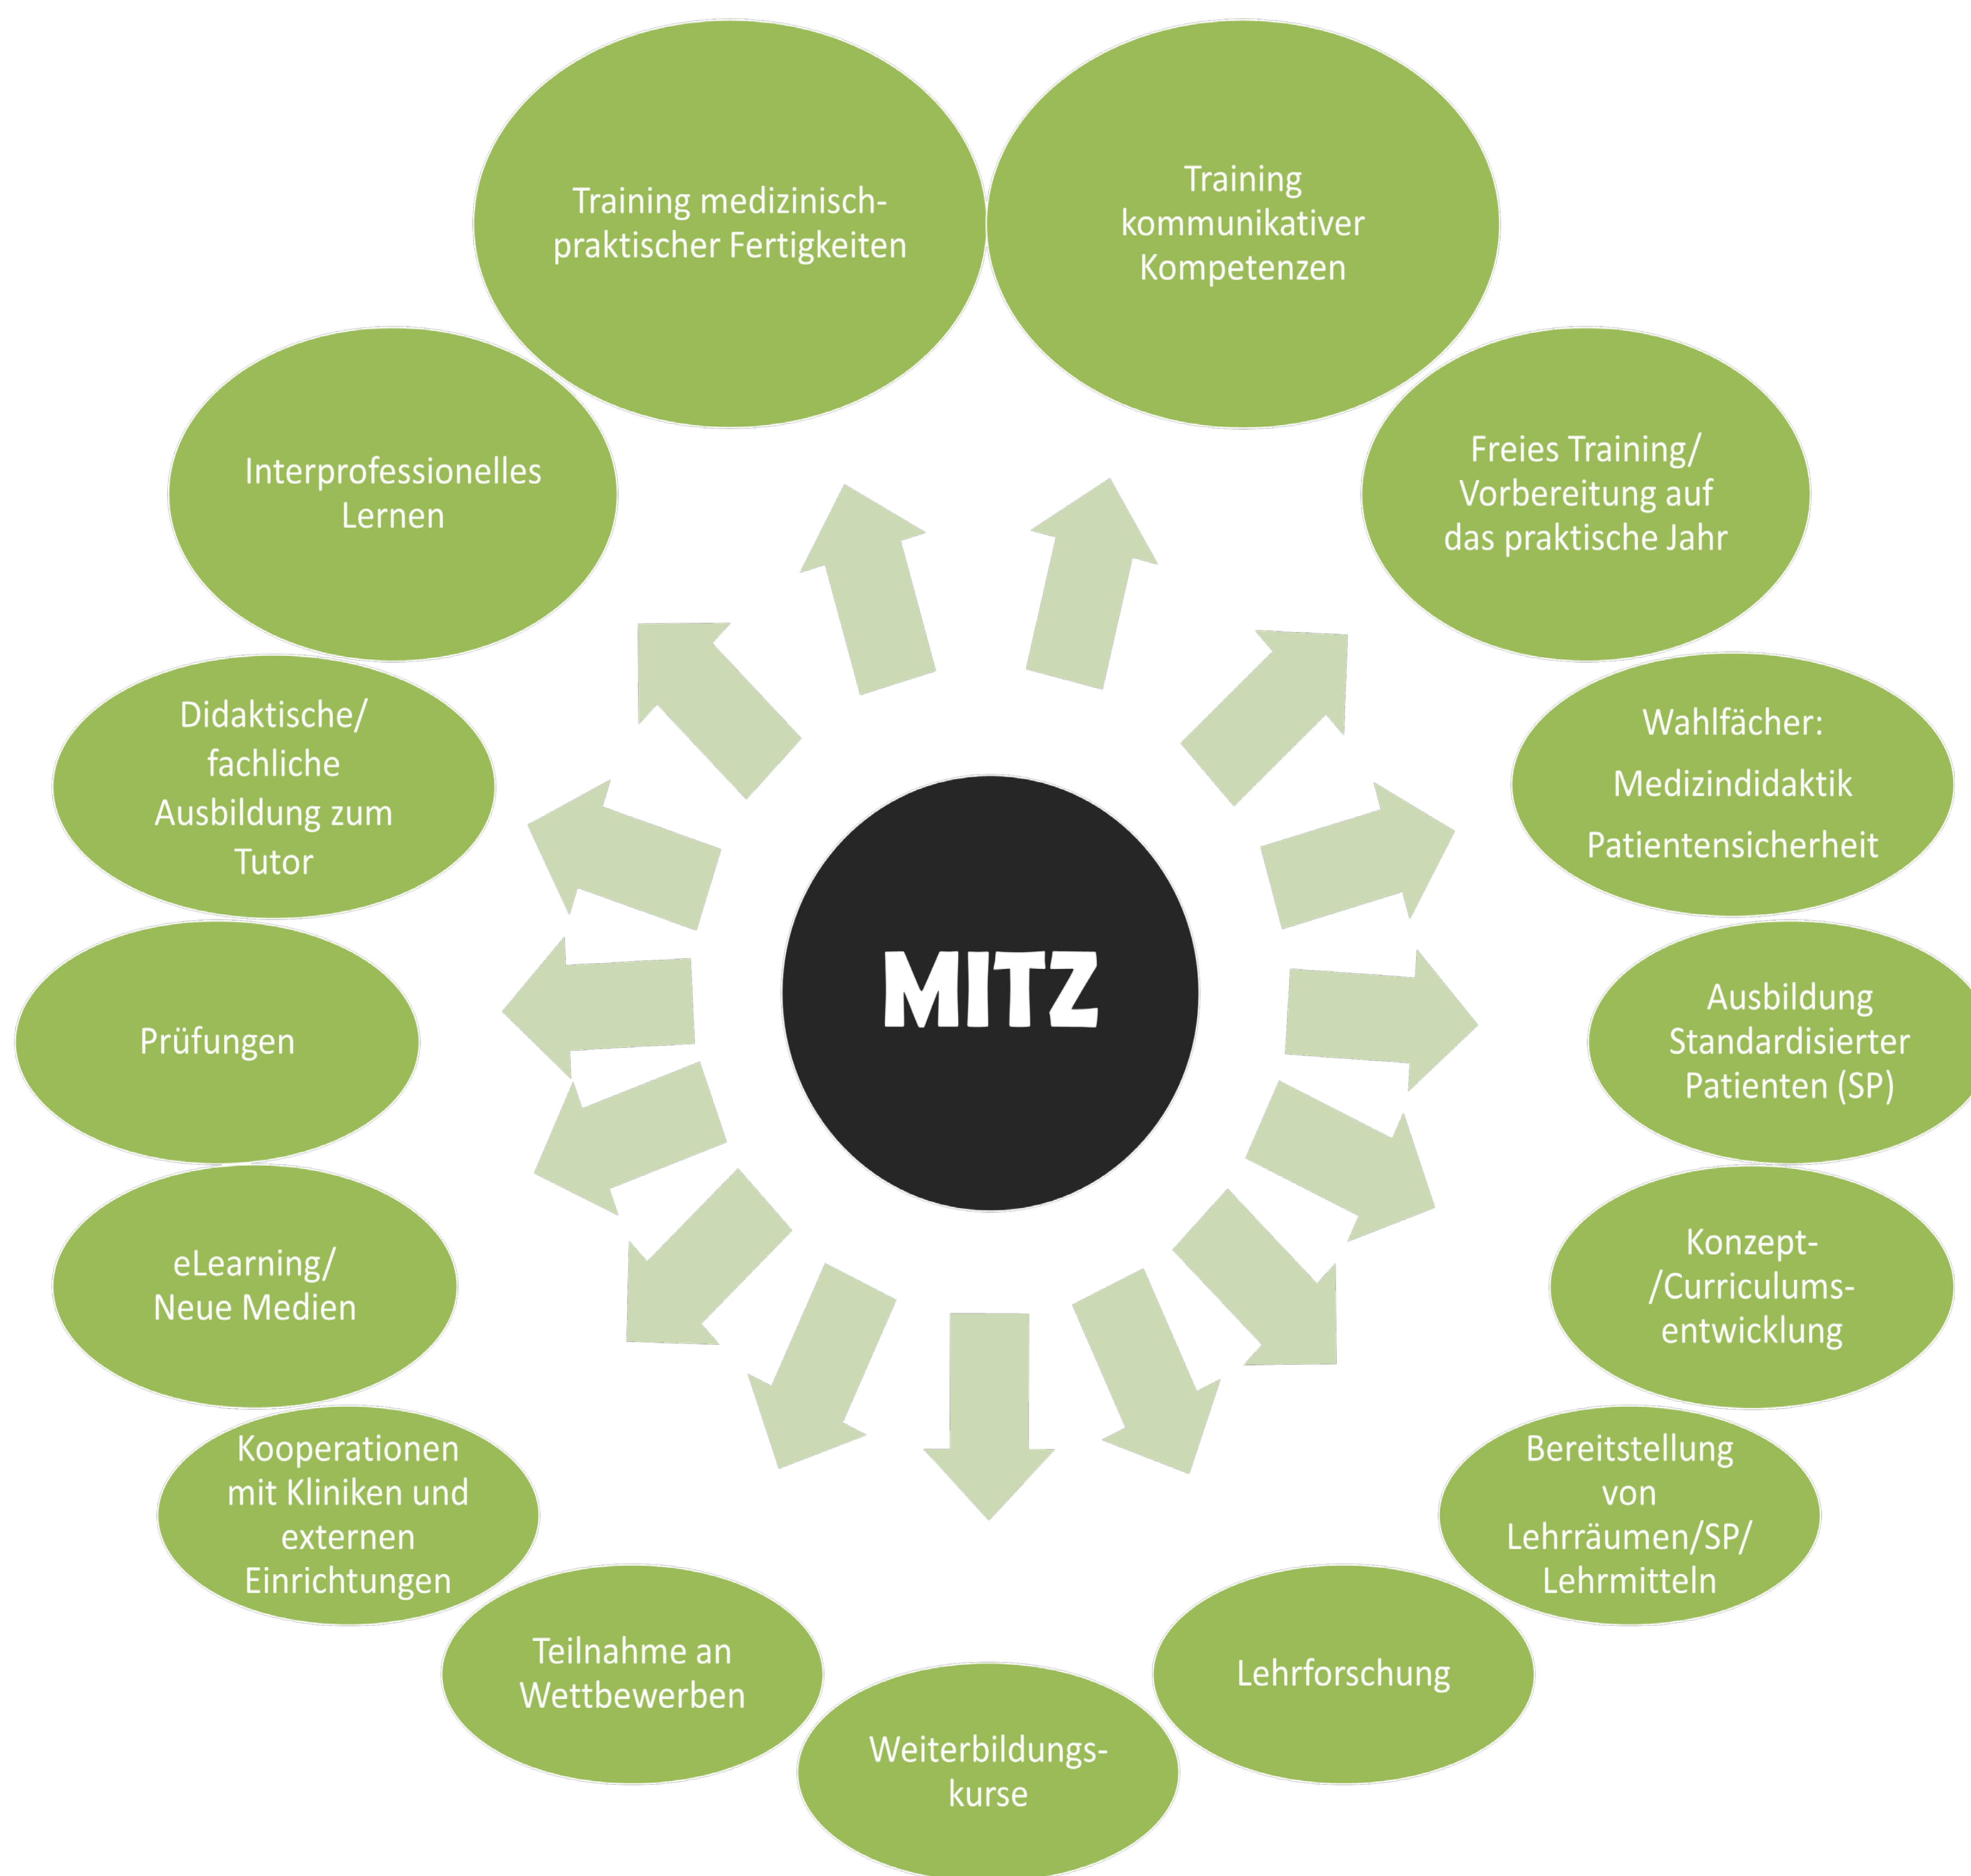 Training medizinisch-
praktischer Fertigkeiten
Training
kommunikativer
Kompetenzen
Freies Training/
Vorbereitung auf
das praktische Jahr
Wahlfächer:
Medizindidaktik
Patientensicherheit
Ausbildung
Standardisierter
Patienten (SP)
Konzept-
/Curriculums-
entwicklung
Bereitstellung
von
Lehrräumen/SP/
Lehrmitteln
Lehrforschung
Weiterbildungs-
kurse
Teilnahme an
Wettbewerben
Kooperationen
mit Kliniken und
externen
Einrichtungen
eLearning/
Neue Medien
Prüfungen
Didaktische/
fachliche
Ausbildung zum
Tutor
Interprofessionelles
Lernen
MITZ